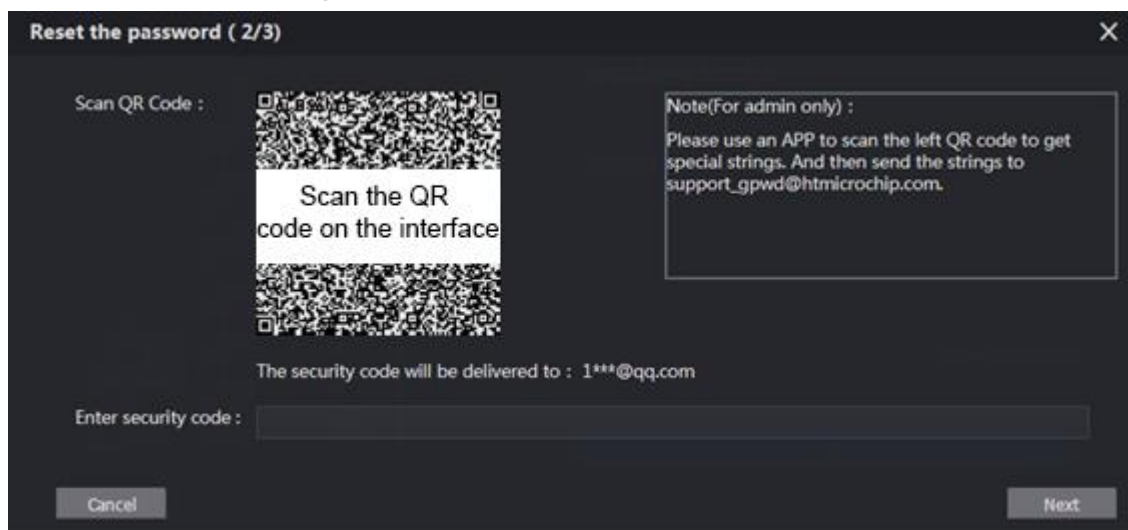 Reset the password ( 2/3)
Scan QR Code :
Scan the QR
code on the interface
Note(For admin only) :
Please use an APP to scan the left QR code to get
special strings. And then send the strings to
support_gpwd@htmicrochip.com.
The security code will be delivered to : 1***@qq.com
Enter security code :
Cancel
Next